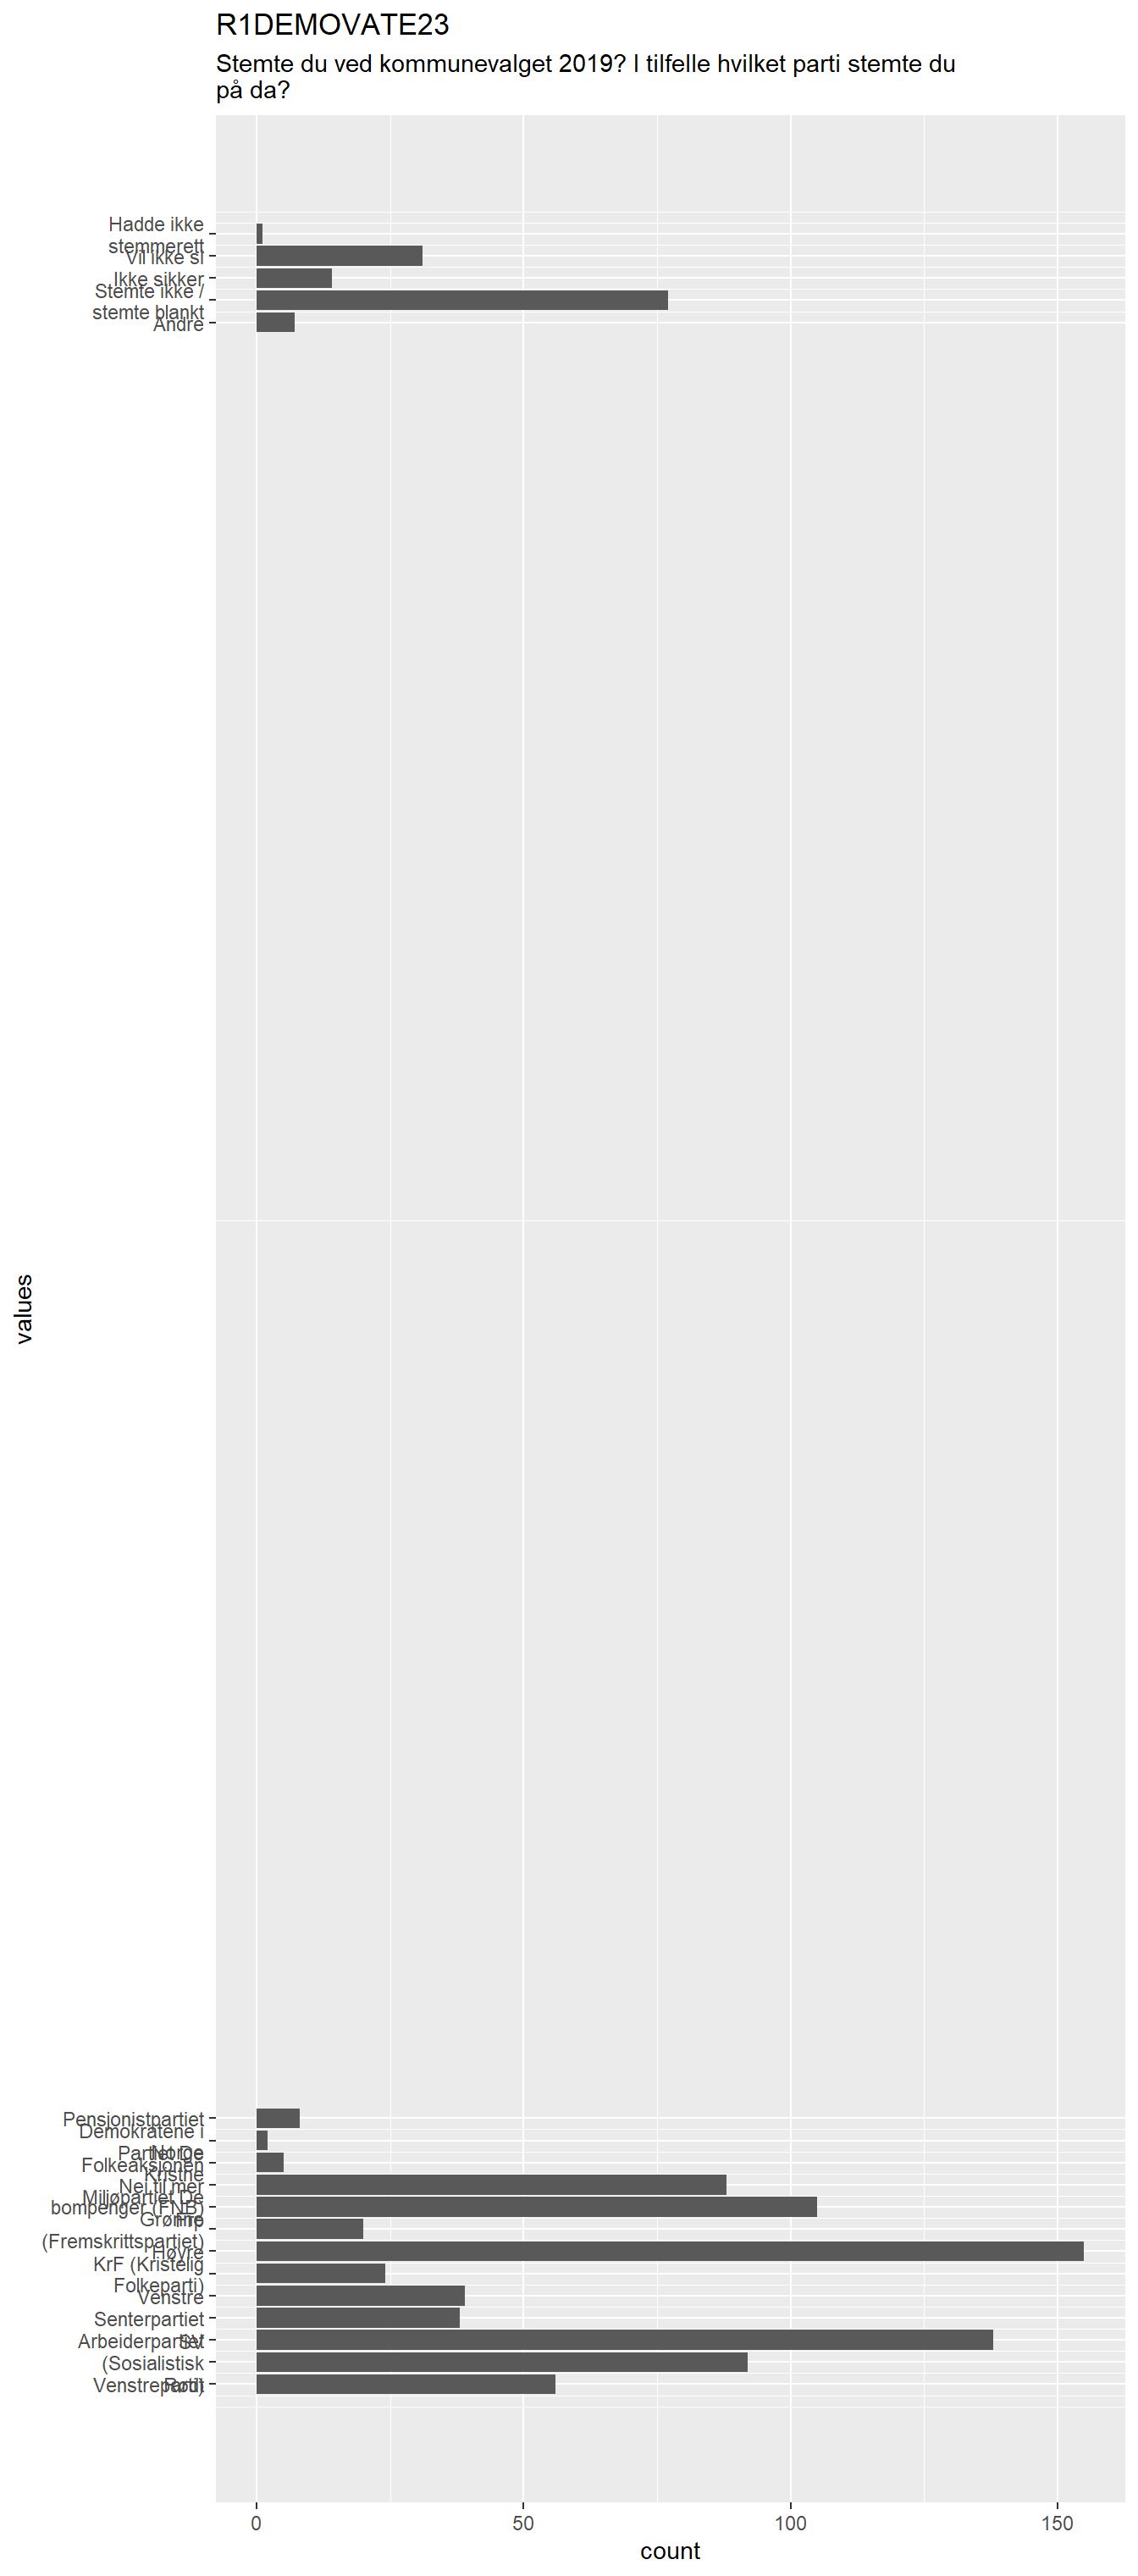 R1DEMOVATE23
Stemte du ved kommunevalget 2019? I tilfelle hvilket parti stemte du
på da?
Hadde ikke
stemmerett
Vil ikke si
Ikke sikker
Stemte ikke /
stemte blankt
Andre
values
Pensjonistpartiet
Demokratene i
Norge
Partiet De
Kristne
Folkeaksjonen
Nei til mer
bompenger (FNB)
Miljøpartiet De
Grønne
Frp
(Fremskrittspartiet)
Høyre
KrF (Kristelig
Folkeparti)
Venstre
Senterpartiet
Arbeiderpartiet
SV
(Sosialistisk
Venstreparti)
Rødt
0 50 100 150
count